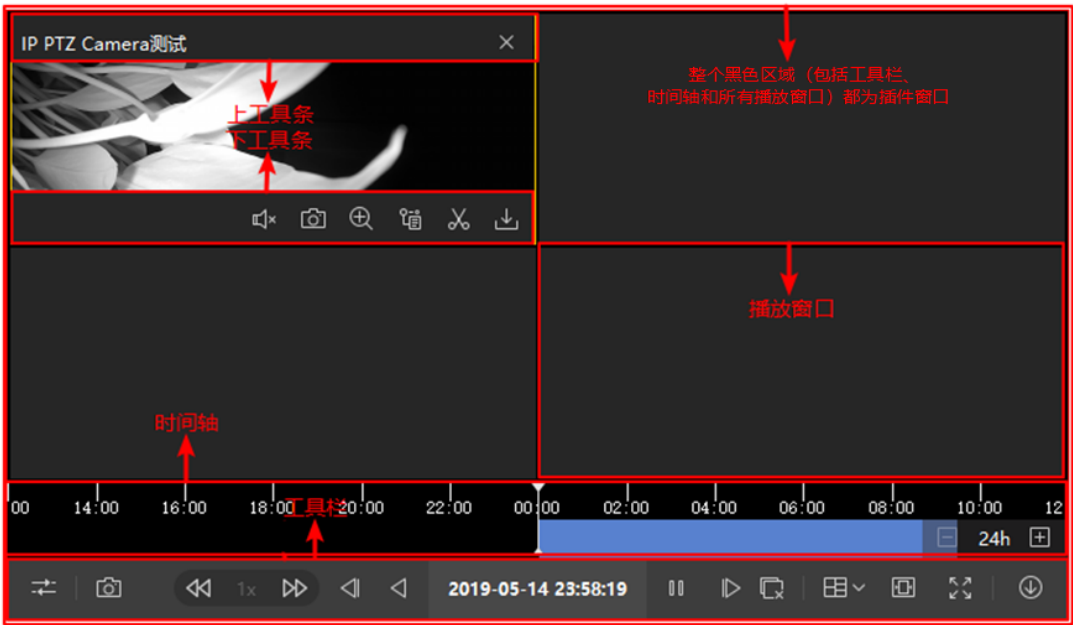 IP PTZ Camera测试
整个黑色区域（包括工具栏、
时间轴和所有播放窗口）都为插件窗口
上工具条
下工具条
播放窗口
时间轴
工具栏
00 14:00 16:00 18:00 20:00 22:00 00:00 02:00 04:00 06:00 08:00 10:00 12
24h
1x 2019-05-14 23:58:19